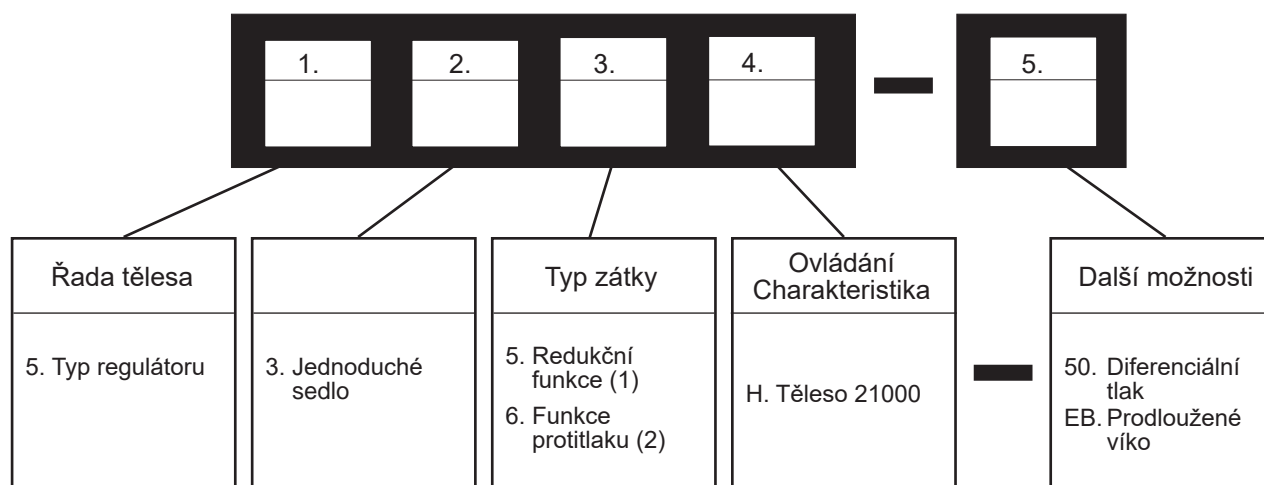 1.
2.
3.
4.
5.
Řada tělesa
5. Typ regulátoru
3. Jednoduché
sedlo
Typ zátky
5. Redukční
funkce (1)
6. Funkce
protitlaku (2)
Ovládání
Charakteristika
H. Těleso 21000
Další možnosti
50. Diferenciální
tlak
EB. Prodloužené
víko